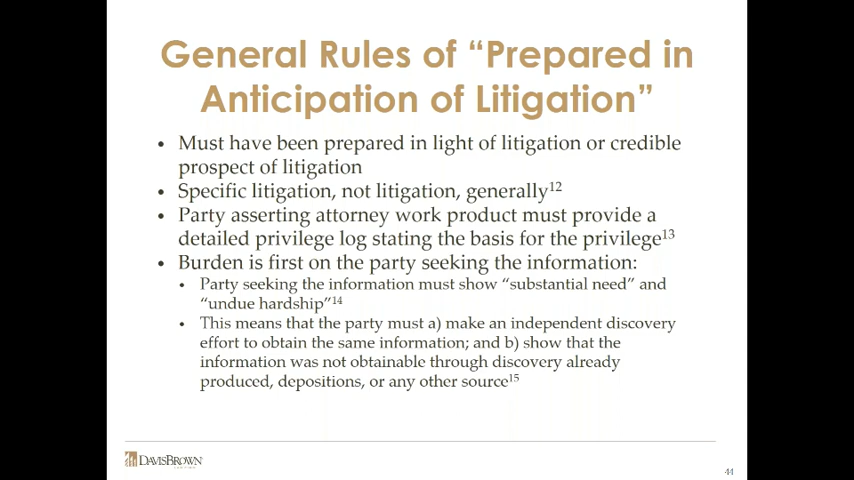 General Rules of “Prepared in
Anticipation of Litigation”
• Must have been prepared in light of litigation or credible
prospect of litigation
• Specific litigation, not litigation, generally12
• Party asserting attorney work product must provide a
detailed privilege log stating the basis for the privilege13
• Burden is first on the party seeking the information:
• Party seeking the information must show “substantial need” and
“undue hardship”14
• This means that the party must a) make an independent discovery
effort to obtain the same information; and b) show that the
information was not obtainable through discovery already
produced, depositions, or any other source15
DAVISBROWN
44